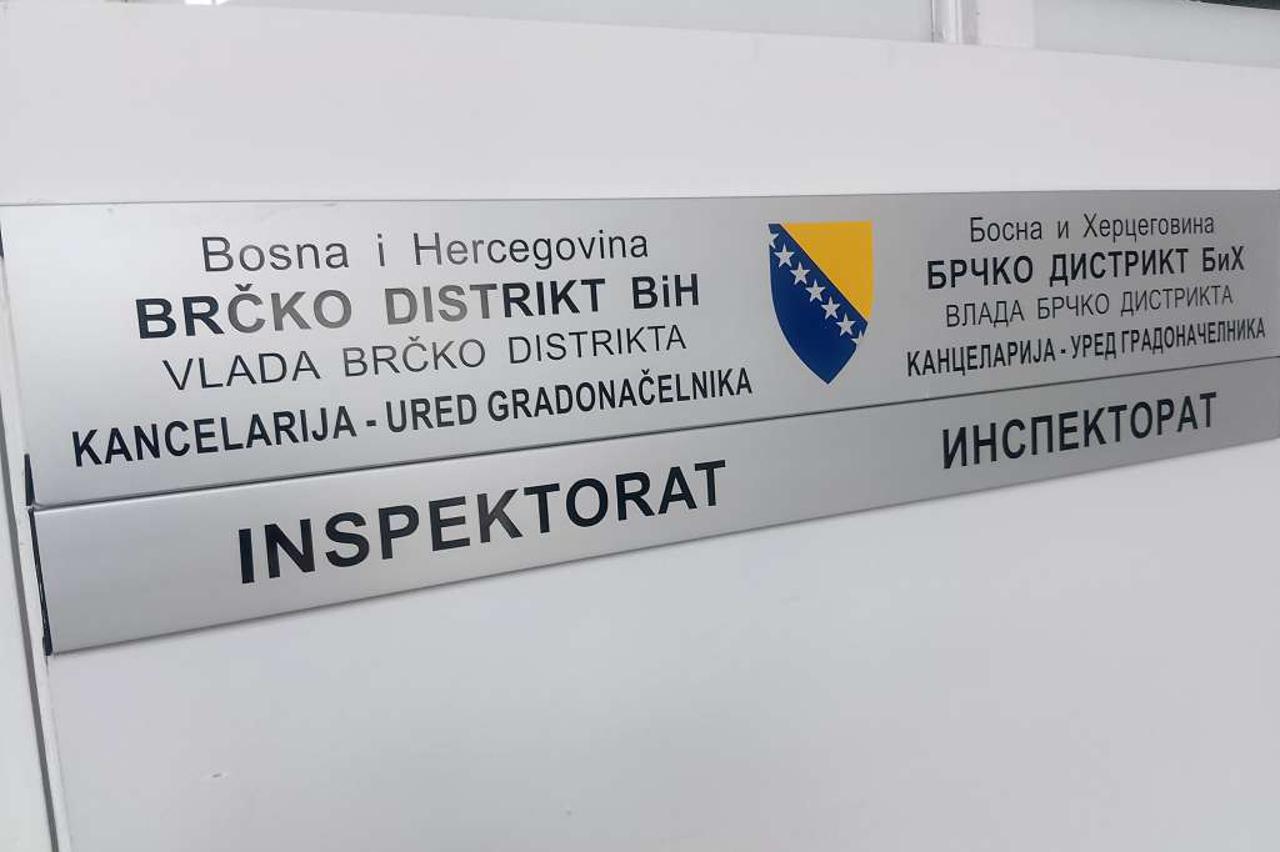 Bosna i Hercegovina
BRČKO DISTRIKT BiH
VLADA BRČKO DISTRIKTA
KANCELARIJA - URED GRADONAČELNIKA
INSPEKTORAT
Босна и Херцеговина
БРЧКО ДИСТРИКТ БиХ
ВЛАДА БРЧКО ДИСТРИКТА
КАНЦЕЛАРИЈА - УРЕД ГРАДОНАЧЕЛНИКА
ИНСПЕКТОРАТ